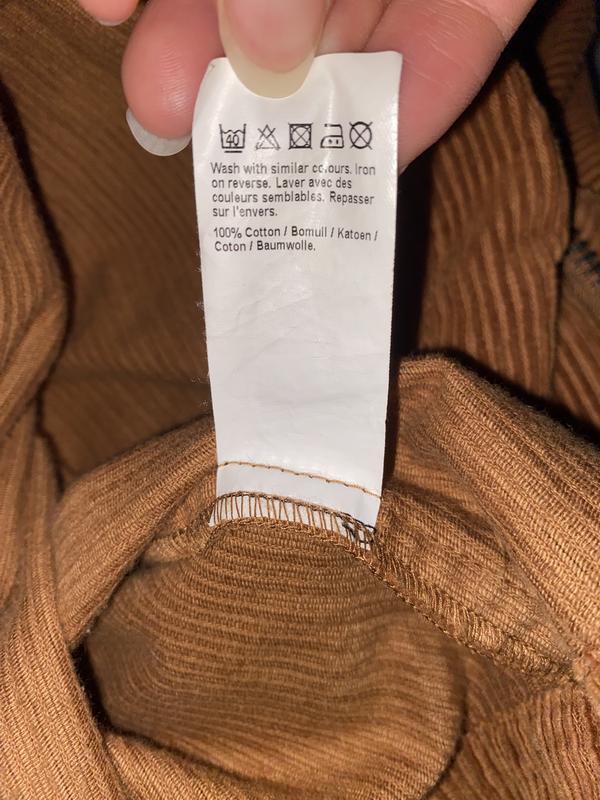 40
Wash with similar colours. Iron
on reverse. Laver avec des
couleurs semblables. Repasser
sur l'envers.
100% Cotton / Bomull / Katoen /
Coton / Baumwolle.